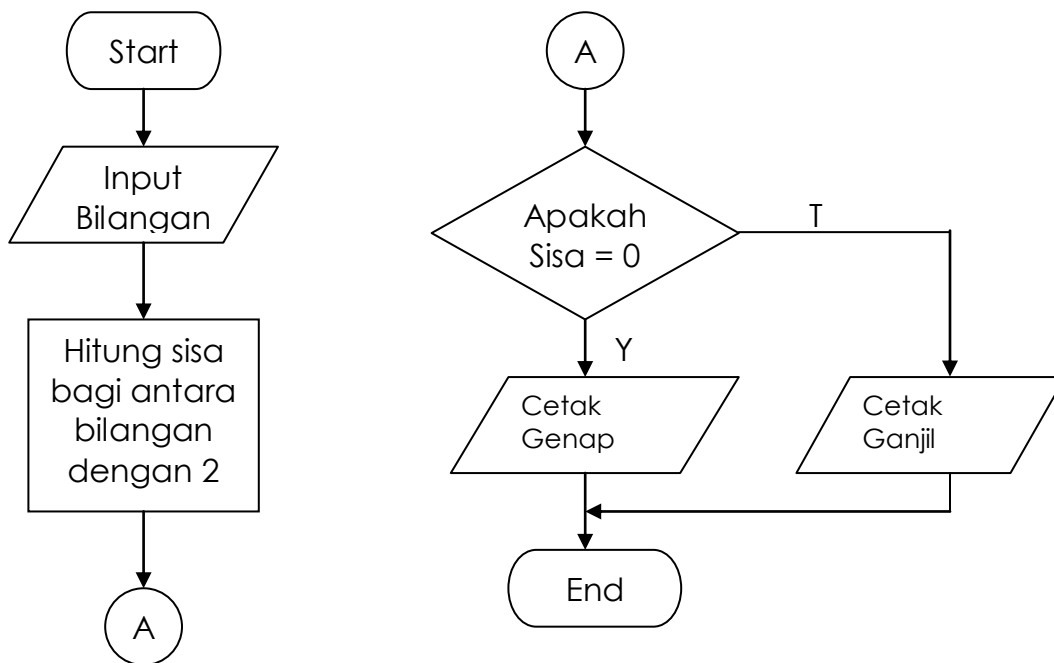 Start
Input
Bilangan
Hitung sisa
bagi antara
bilangan
dengan 2
A
A
Apakah
Sisa = 0
T
Y
Cetak
Genap
Cetak
Ganjil
End